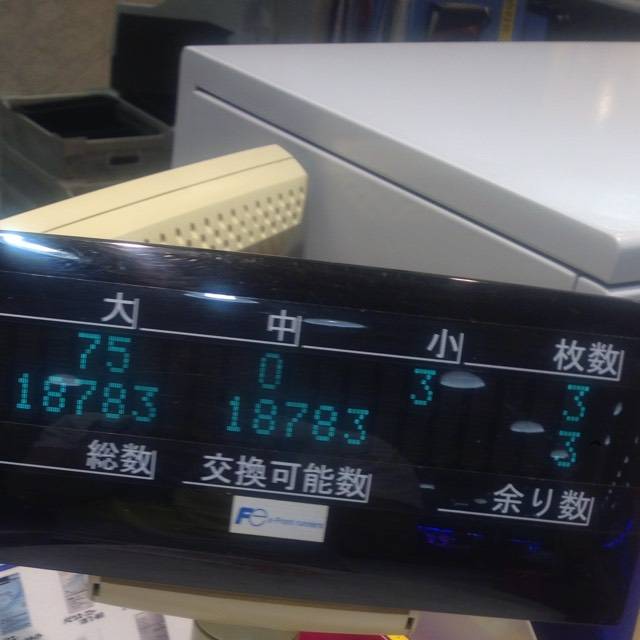 大 中 小 枚数
75 0 3 3
18783 18783 3
総数 交換可能数 余り数